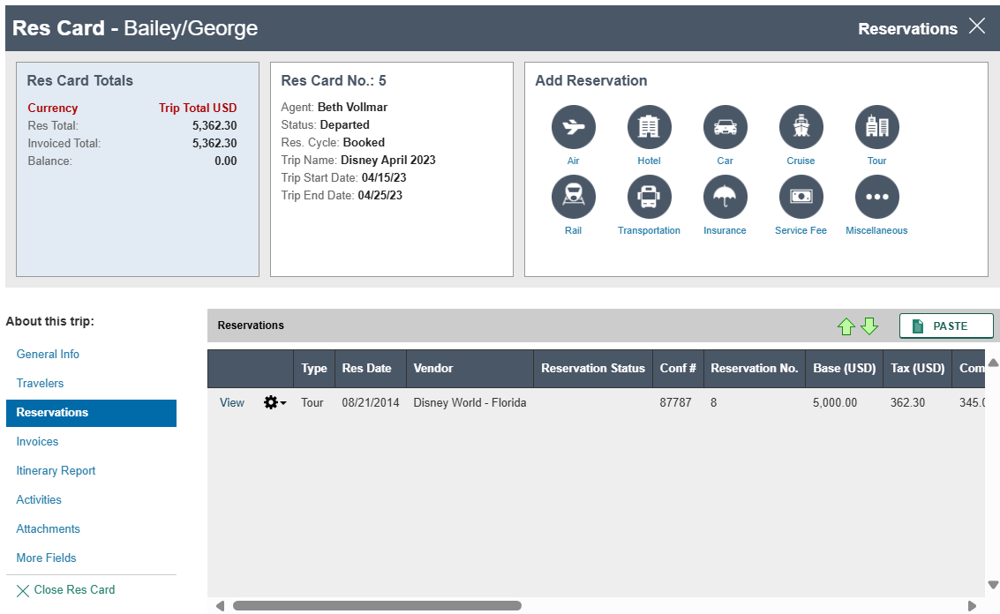 Res Card - Bailey/George
Reservations
Res Card Totals
Currency Trip Total USD
Res Total: 5,362.30
Invoiced Total: 5,362.30
Balance: 0.00
Res Card No.: 5
Agent: Beth Vollmar
Status: Departed
Res. Cycle: Booked
Trip Name: Disney April 2023
Trip Start Date: 04/15/23
Trip End Date: 04/25/23
Add Reservation
Air Hotel Car Cruise Tour
Rail Transportation Insurance Service Fee Miscellaneous
About this trip:
General Info
Travelers
Reservations
Invoices
Itinerary Report
Activities
Attachments
More Fields
Close Res Card
Reservations PASTE
Type Res Date Vendor Reservation Status Conf # Reservation No. Base (USD) Tax (USD) Com
View Tour 08/21/2014 Disney World - Florida 87787 8 5,000.00 362.30 345.0